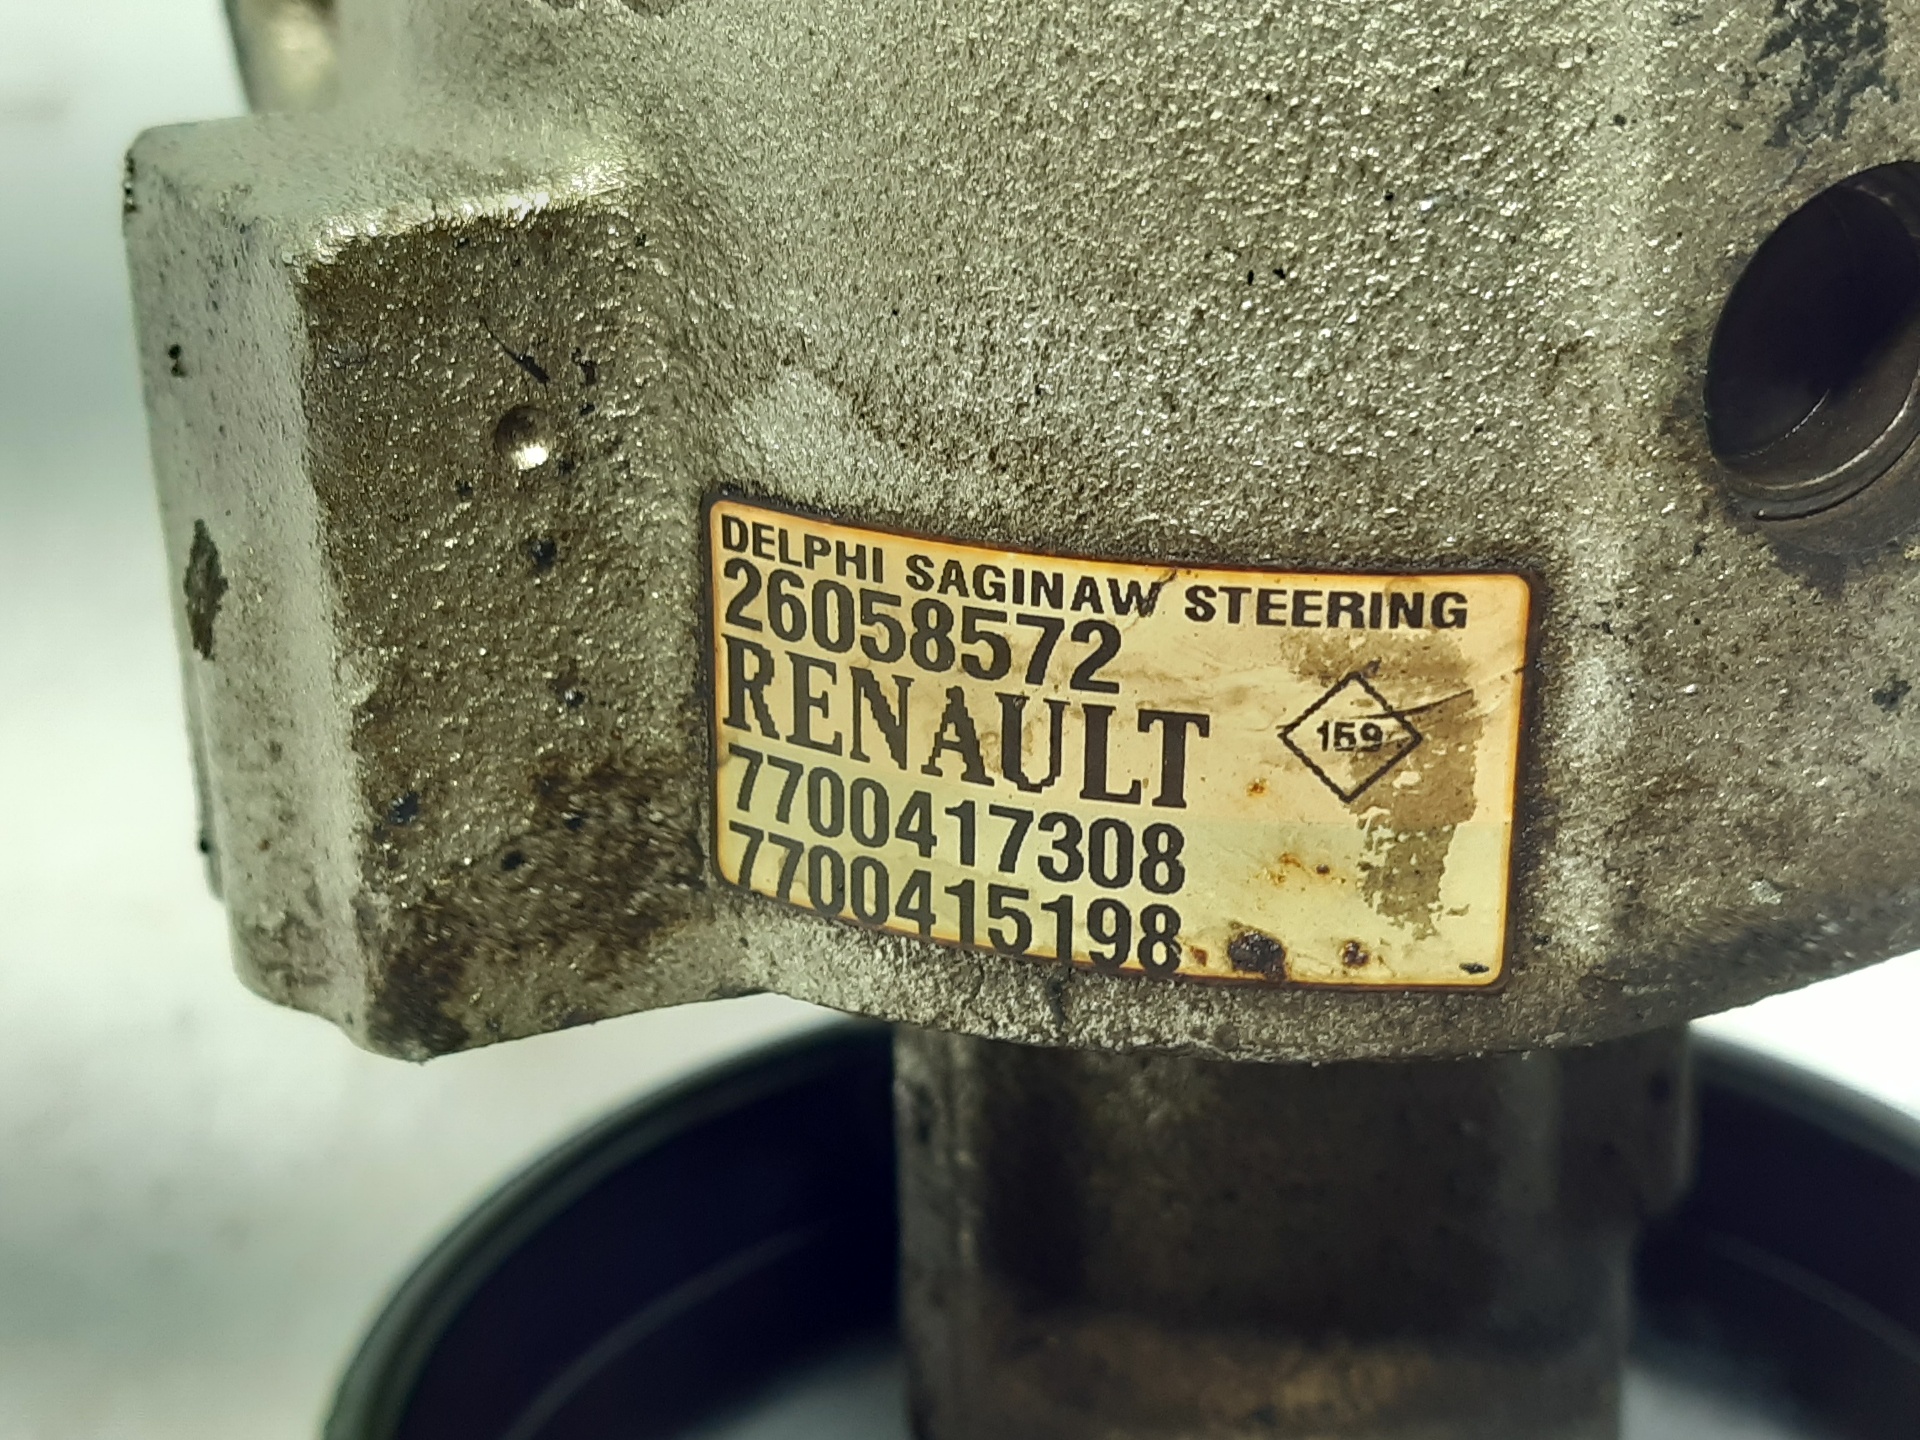 DELPHI SAGINAW STEERING
26058572
RENAULT
159
7700417308
7700415198